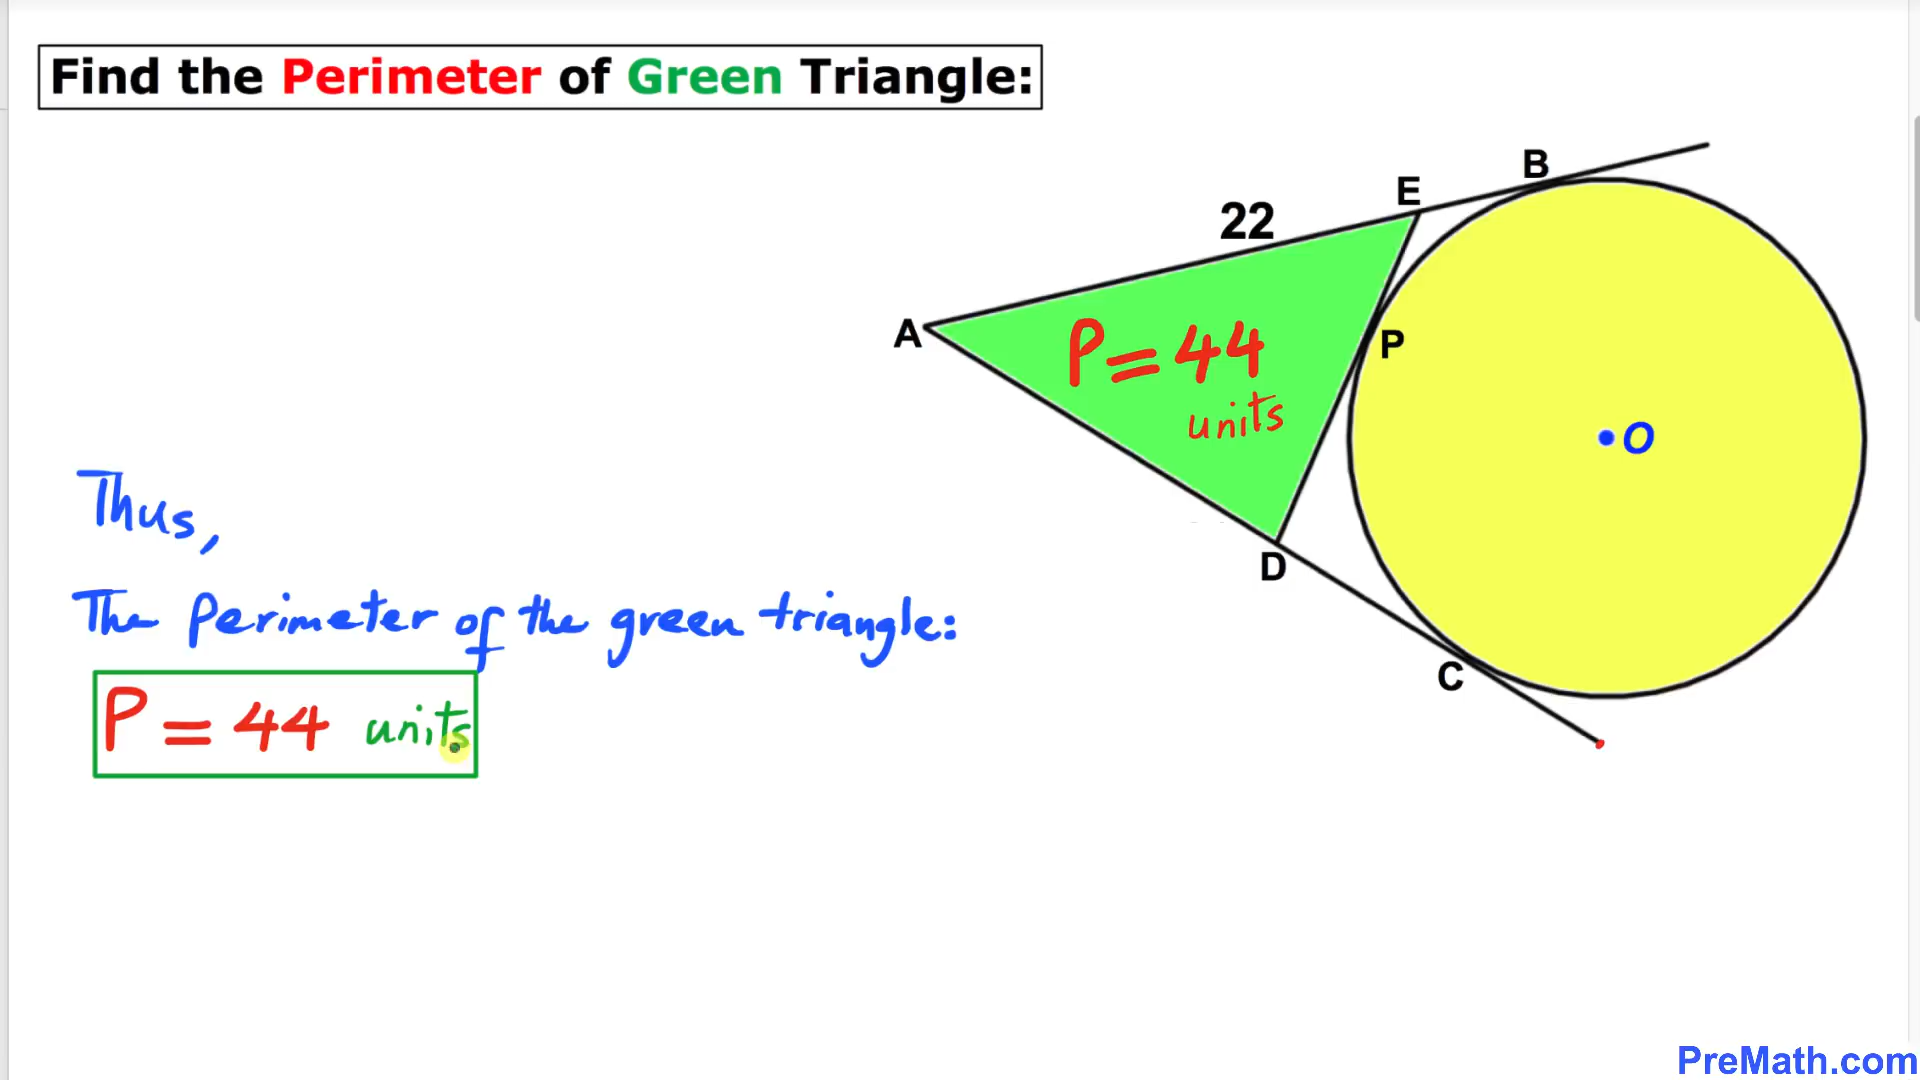 Find the Perimeter of Green Triangle:
B
E
22
A
P = 44
units
P
O
D
C
Thus,
The Perimeter of the green triangle:
P = 44 units
PreMath.com